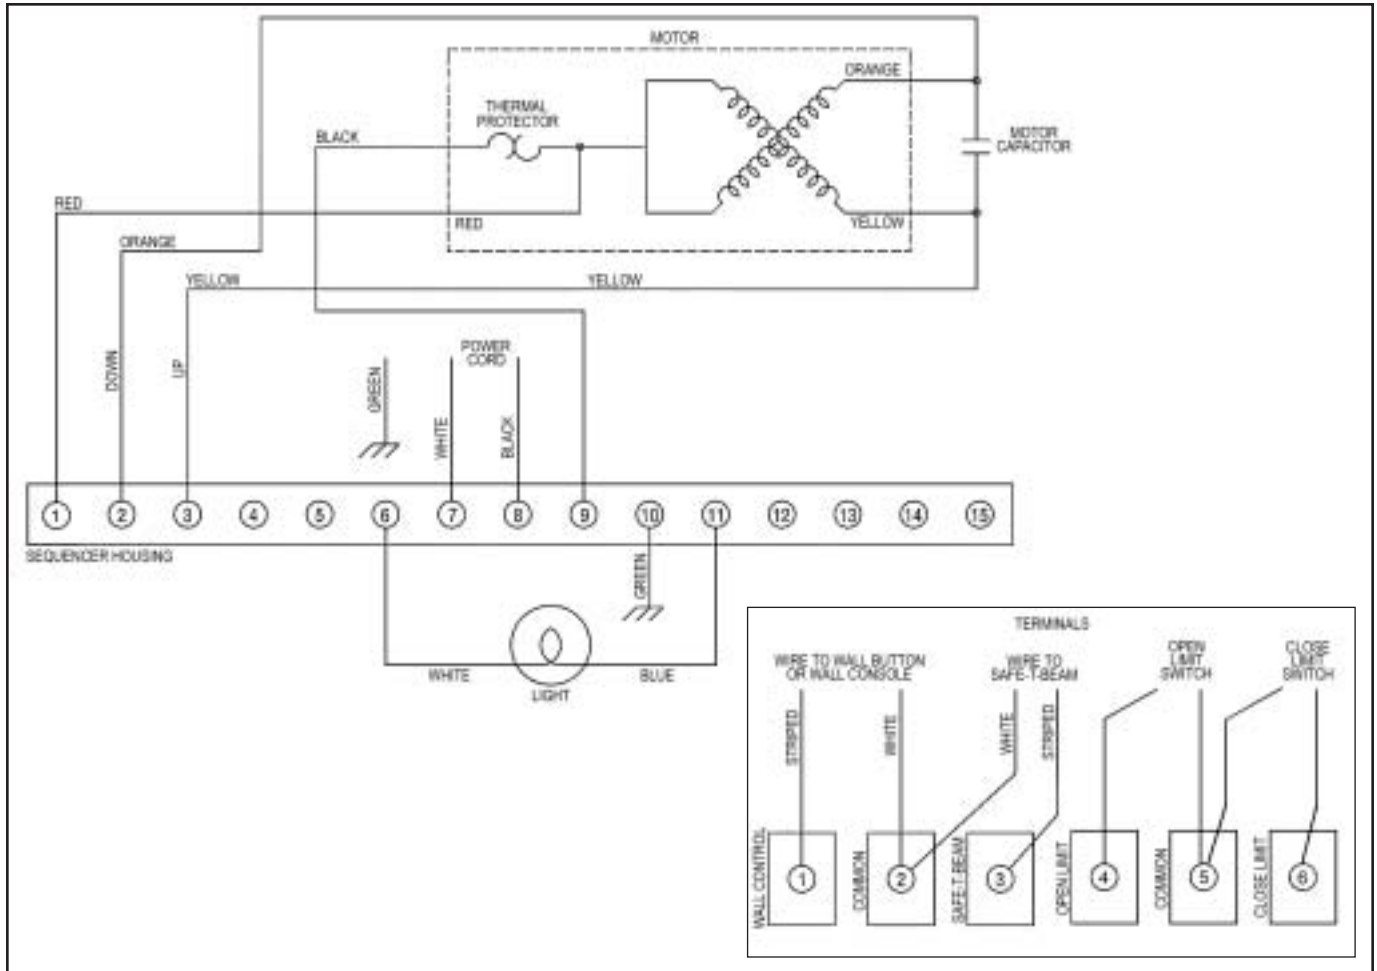 MOTOR
ORANGE
THERMAL
PROTECTOR
BLACK
MOTOR
CAPACITOR
RED
RED
YELLOW
ORANGE
YELLOW
YELLOW
DOWN
UP
GREEN
POWER
CORD
WHITE
BLACK
1 2 3 4 5 6 7 8 9 10 11 12 13 14 15
SEQUENCER HOUSING
GREEN
WHITE
LIGHT
BLUE
TERMINALS
WIRE TO WALL BUTTON
OR WALL CONSOLE
WIRE TO
SAFE-T-BEAM
OPEN
LIMIT
SWITCH
CLOSE
LIMIT
SWITCH
STRIPED
WHITE
WHITE
STRIPED
WALL CONTROL
1
COMMON
2
SAFE-T-BEAM
3
OPEN LIMIT
4
COMMON
5
CLOSE LIMIT
6